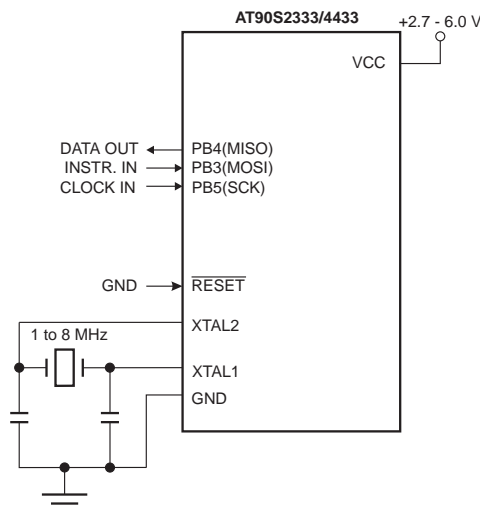 AT90S2333/4433
+2.7 - 6.0 V
VCC
DATA OUT PB4(MISO)
INSTR. IN PB3(MOSI)
CLOCK IN PB5(SCK)
GND RESET
XTAL2
1 to 8 MHz
XTAL1
GND